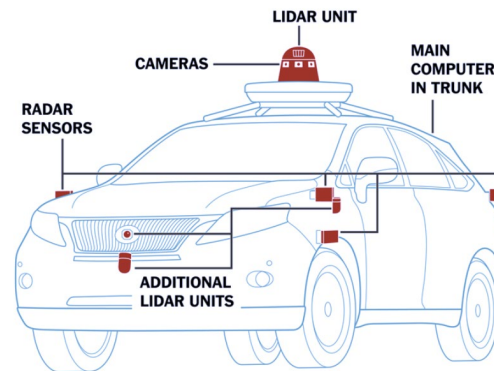 LIDAR UNIT
CAMERAS
MAIN
COMPUTER
IN TRUNK
RADAR
SENSORS
ADDITIONAL
LIDAR UNITS